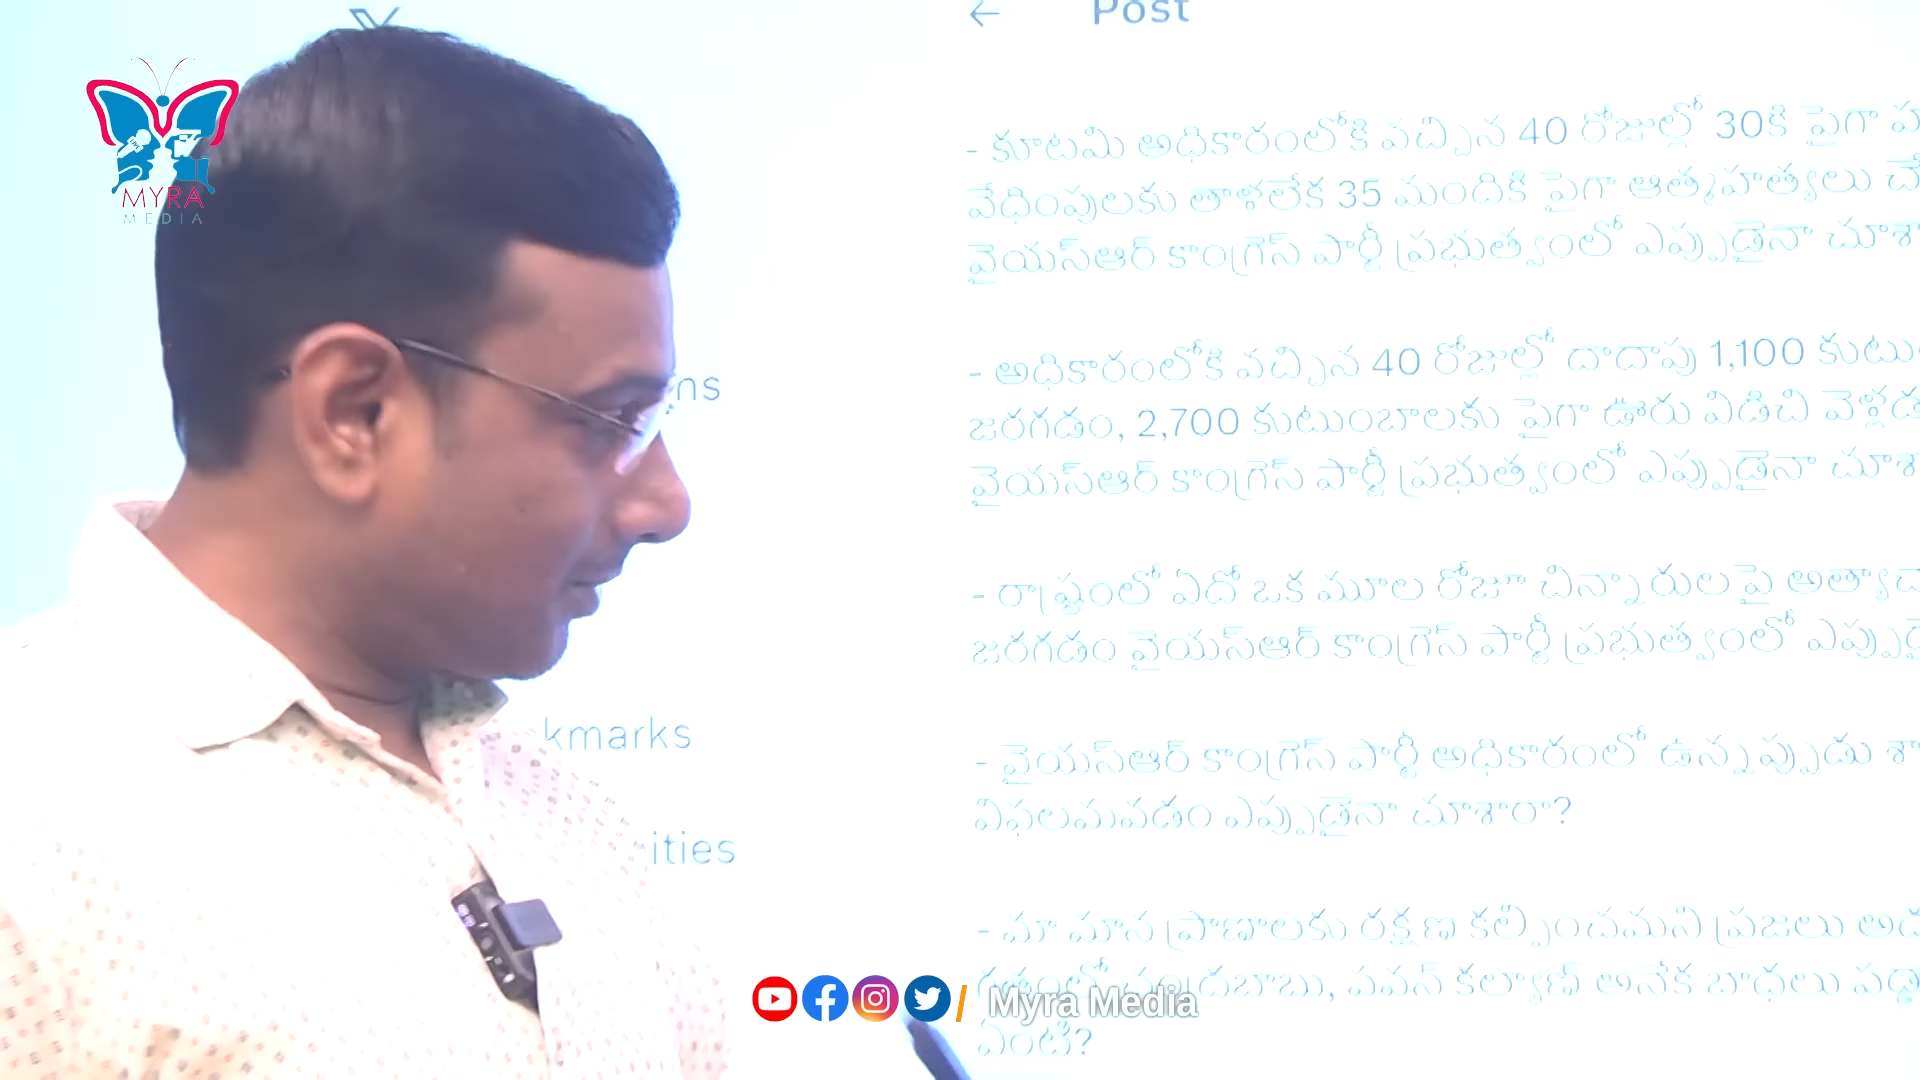 X
Post
MYRA
MEDIA
- కూటమి అధికారంలోకి వచ్చిన 40 రోజుల్లో 30కి పైగా
వేధింపులకు తాళలేక 35 మందికి పైగా ఆత్మహత్యలు
వైయస్ఆర్ కాంగ్రెస్ పార్టీ ప్రభుత్వంలో ఎప్పుడైనా
- అధికారంలోకి వచ్చిన 40 రోజుల్లో దాదాపు 1,100
జరగడం, 2,700 కుటుంబాలకు పైగా ఊరు విడిచి
వైయస్ఆర్ కాంగ్రెస్ పార్టీ ప్రభుత్వంలో ఎప్పుడైనా
- రాష్ట్రంలో ఏదో ఒక మూల రోజూ చిన్నారులపై
జరగడం వైయస్ఆర్ కాంగ్రెస్ పార్టీ ప్రభుత్వంలో
- వైయస్ఆర్ కాంగ్రెస్ పార్టీ అధికారంలో ఉన్నప్పుడు
విఫలమవడం ఎప్పుడైనా చూశారా?
- మా మాన ప్రాణాలకు రక్షణ కల్పించమని ప్రజలు
పవన్ కల్యాణ్ అనేక బాధలు
ఏంటి?
ns
kmarks
ities
/ Myra Media